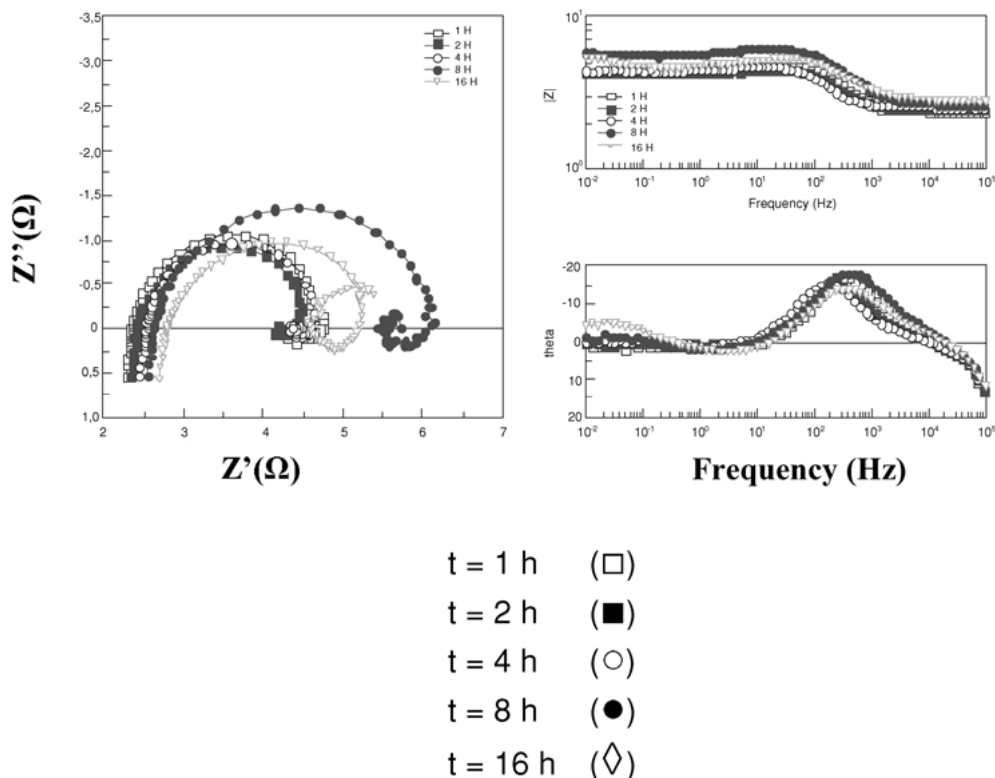 -3,5
-3.0
-2.5
-2.0
-1.5
-1.0
-0.5
0
0.5
1,0
2
3
4
5
6
7
Z''(Ω)
Z'(Ω)
1 H
2 H
4 H
8 H
16 H
10¹
|Z|
10⁰
1 H
2 H
4 H
8 H
16 H
10⁻² 10⁻¹ 10⁰ 10¹ 10² 10³ 10⁴ 10⁵
Frequency (Hz)
-20
-10
0
10
20
theta
10⁻² 10⁻¹ 10⁰ 10¹ 10² 10³ 10⁴ 10⁵
Frequency (Hz)
t = 1 h (□)
t = 2 h (■)
t = 4 h (○)
t = 8 h (●)
t = 16 h (◊)